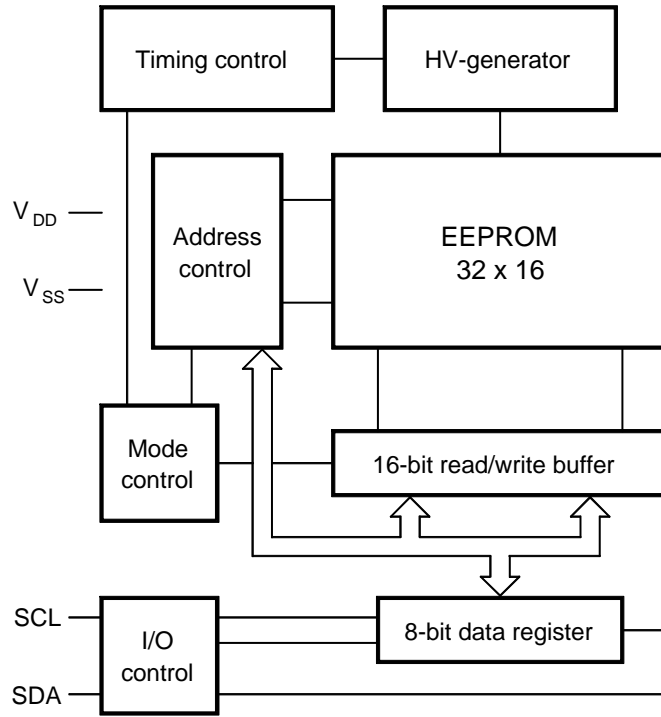 Timing control
HV-generator
V DD
V SS
Address
control
EEPROM
32 x 16
Mode
control
16-bit read/write buffer
SCL
SDA
I/O
control
8-bit data register